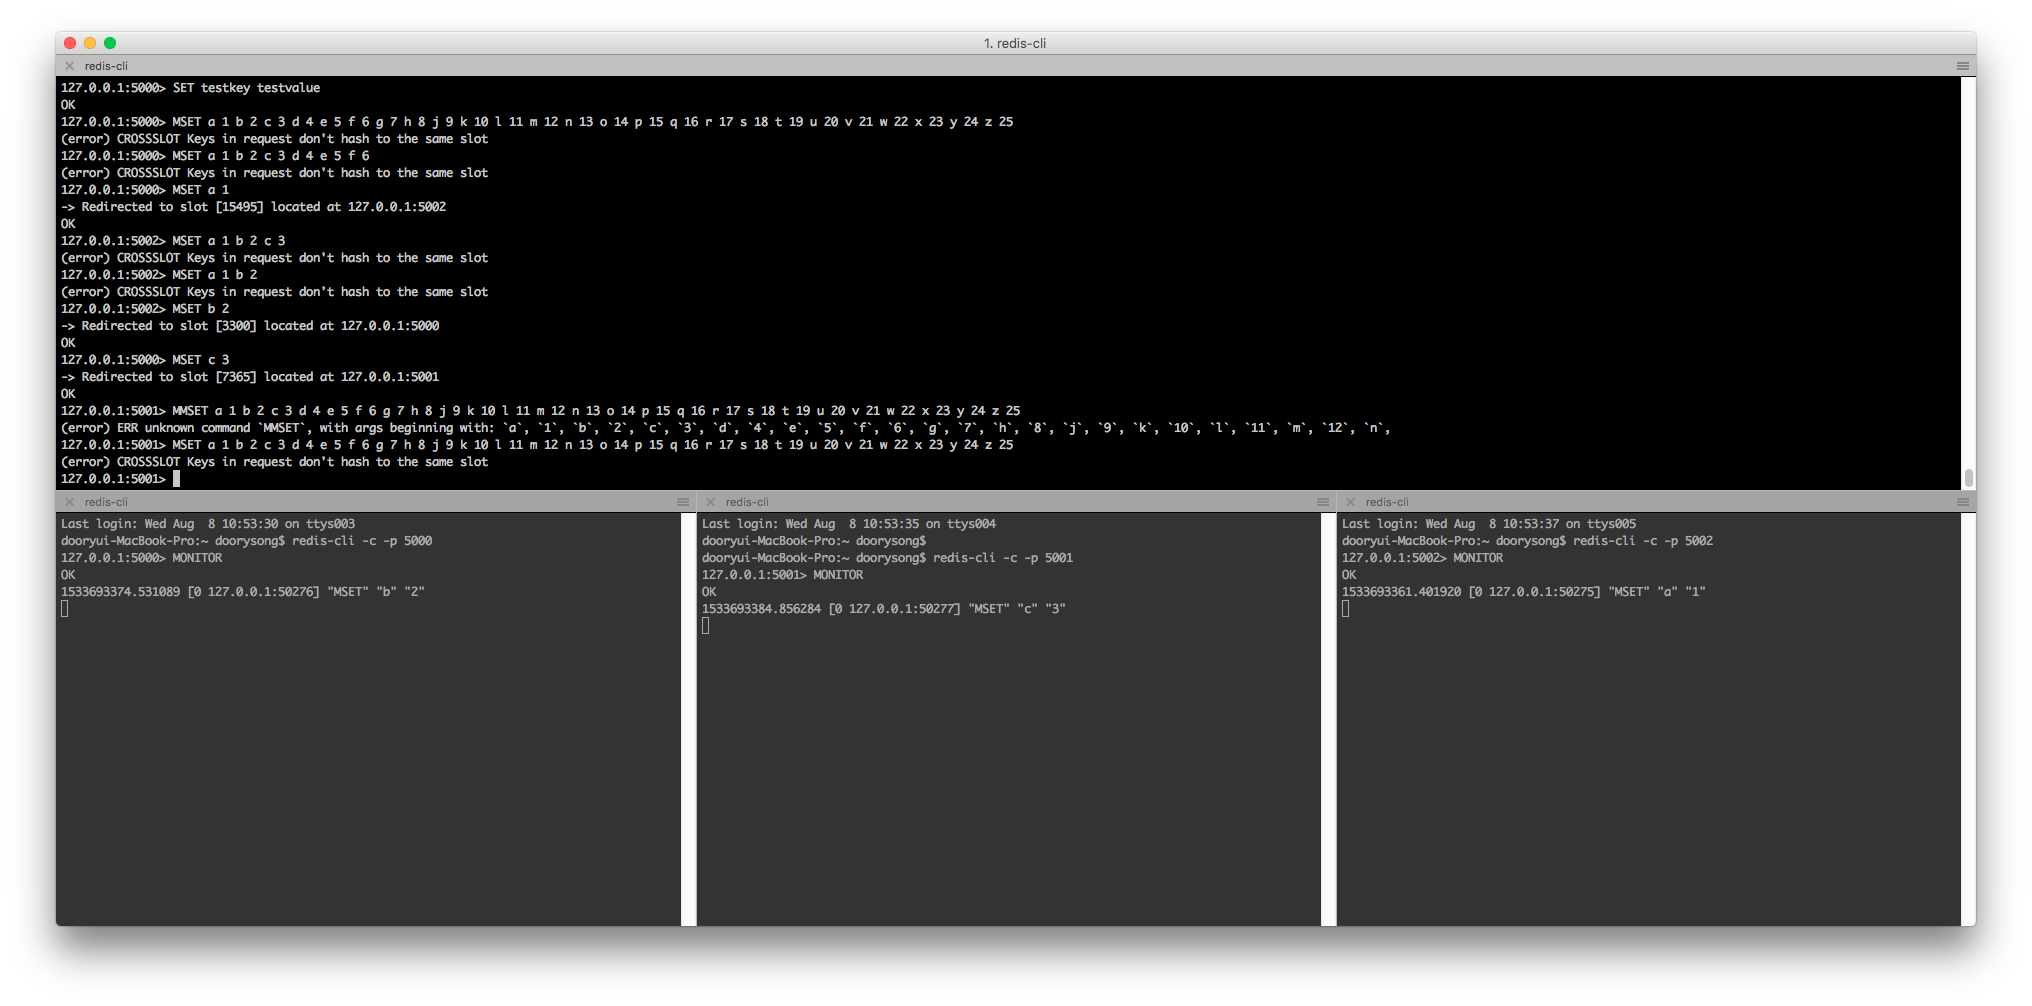 1. redis-cli
redis-cli
127.0.0.1:5000> SET testkey testvalue
OK
127.0.0.1:5000> MSET a 1 b 2 c 3 d 4 e 5 f 6 g 7 h 8 j 9 k 10 l 11 m 12 n 13 o 14 p 15 q 16 r 17 s 18 t 19 u 20 v 21 w 22 x 23 y 24 z 25
(error) CROSSSLOT Keys in request don't hash to the same slot
127.0.0.1:5000> MSET a 1 b 2 c 3 d 4 e 5 f 6
(error) CROSSSLOT Keys in request don't hash to the same slot
127.0.0.1:5000> MSET a 1
-> Redirected to slot [15495] located at 127.0.0.1:5002
OK
127.0.0.1:5002> MSET a 1 b 2 c 3
(error) CROSSSLOT Keys in request don't hash to the same slot
127.0.0.1:5002> MSET a 1 b 2
(error) CROSSSLOT Keys in request don't hash to the same slot
127.0.0.1:5002> MSET b 2
-> Redirected to slot [3300] located at 127.0.0.1:5000
OK
127.0.0.1:5000> MSET c 3
-> Redirected to slot [7365] located at 127.0.0.1:5001
OK
127.0.0.1:5001> MMSET a 1 b 2 c 3 d 4 e 5 f 6 g 7 h 8 j 9 k 10 l 11 m 12 n 13 o 14 p 15 q 16 r 17 s 18 t 19 u 20 v 21 w 22 x 23 y 24 z 25
(error) ERR unknown command `MMSET`, with args beginning with: `a`, `1`, `b`, `2`, `c`, `3`, `d`, `4`, `e`, `5`, `f`, `6`, `g`, `7`, `h`, `8`, `j`, `9`, `k`, `10`, `l`, `11`, `m`, `12`, `n`,
127.0.0.1:5001> MSET a 1 b 2 c 3 d 4 e 5 f 6 g 7 h 8 j 9 k 10 l 11 m 12 n 13 o 14 p 15 q 16 r 17 s 18 t 19 u 20 v 21 w 22 x 23 y 24 z 25
(error) CROSSSLOT Keys in request don't hash to the same slot
127.0.0.1:5001>
redis-cli
Last login: Wed Aug  8 10:53:30 on ttys003
dooryui-MacBook-Pro:~ doorysong$ redis-cli -c -p 5000
127.0.0.1:5000> MONITOR
OK
1533693374.531089 [0 127.0.0.1:50276] "MSET" "b" "2"
redis-cli
Last login: Wed Aug  8 10:53:35 on ttys004
dooryui-MacBook-Pro:~ doorysong$
dooryui-MacBook-Pro:~ doorysong$ redis-cli -c -p 5001
127.0.0.1:5001> MONITOR
OK
1533693384.856284 [0 127.0.0.1:50277] "MSET" "c" "3"
redis-cli
Last login: Wed Aug  8 10:53:37 on ttys005
dooryui-MacBook-Pro:~ doorysong$ redis-cli -c -p 5002
127.0.0.1:5002> MONITOR
OK
1533693361.401920 [0 127.0.0.1:50275] "MSET" "a" "1"